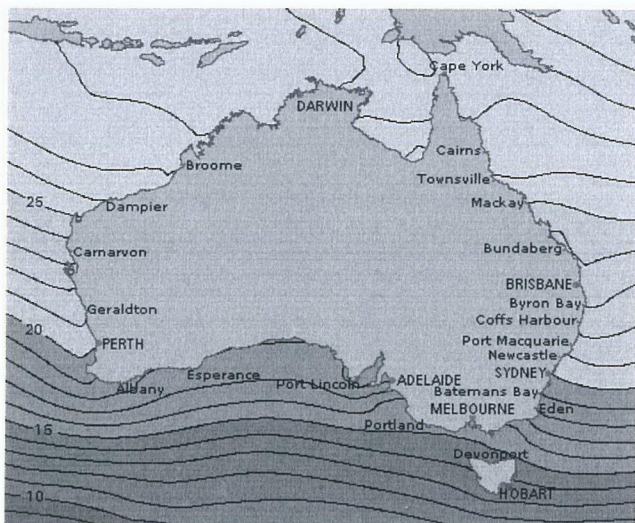 Cape York
DARWIN
Cairns
Broome
Townsville
25
Dampier
Mackay
Carnarvon
Bundaberg
BRISBANE
Geraldton
Byron Bay
Coffs Harbour
20
PERTH
Port Macquarie
Newcastle
Esperance
SYDNEY
Albany
Port Lincoln
ADELAIDE
Batemans Bay
MELBOURNE
Eden
15
Portland
Devonport
10
HOBART